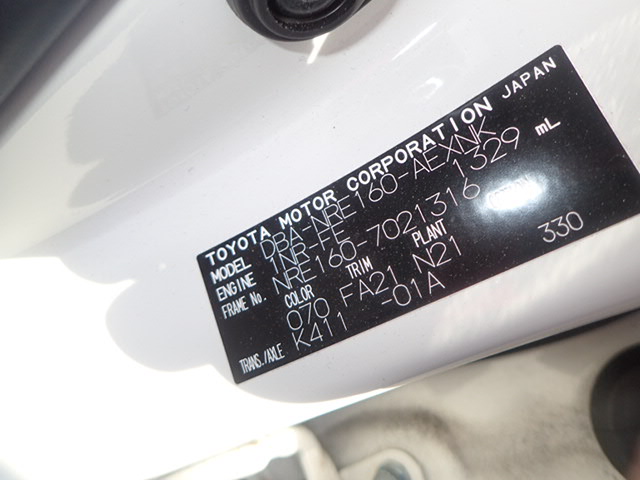 TOYOTA MOTOR CORPORATION JAPAN
MODEL DBA-NRE160-AEXNK
ENGINE 1NR-FE 1329 mL
FRAME No. NRE160-7021316
COLOR TRIM PLANT OPTION
070 FA21 N21
TRANS./AXLE K411 -01A 330